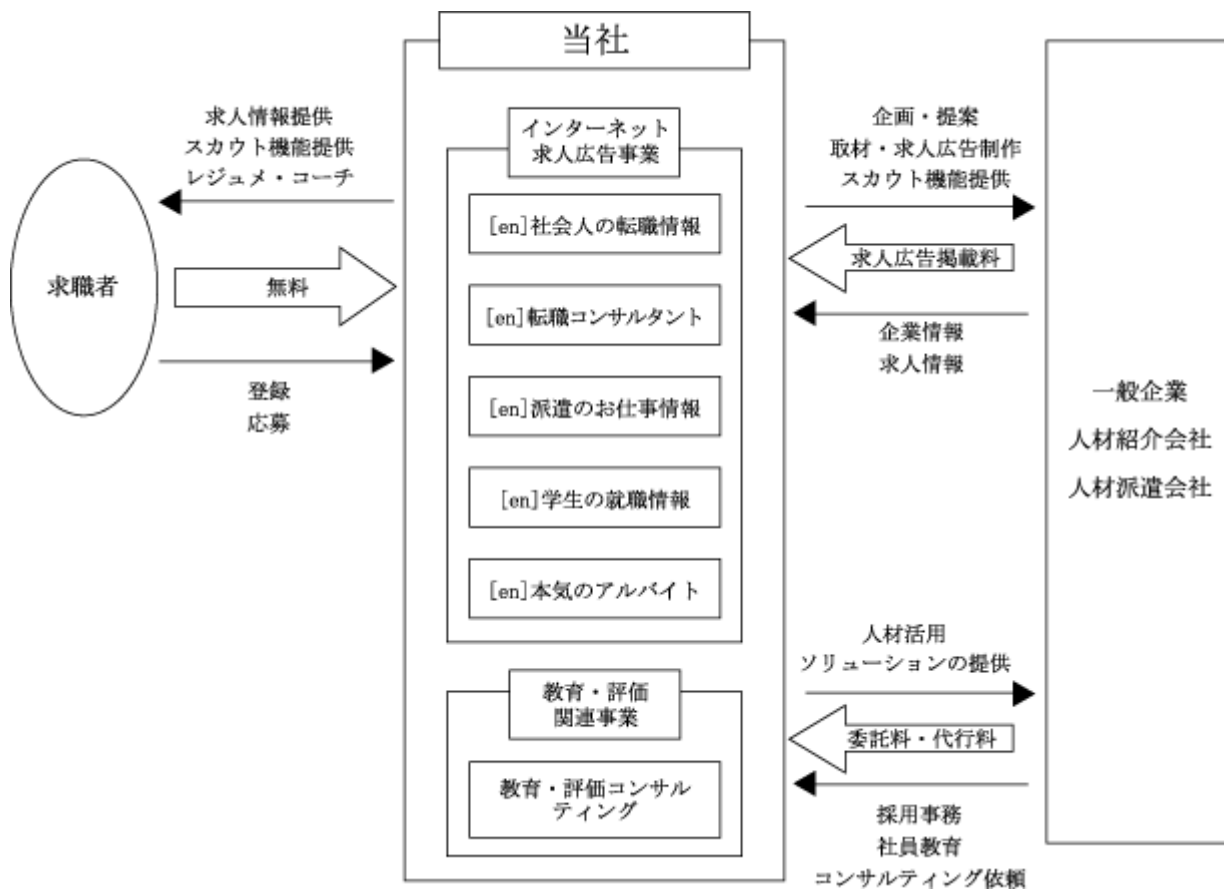 当社
求人情報提供
スカウト機能提供
レジュメ・コーチ
求職者
無料
登録
応募
インターネット
求人広告事業
[en]社会人の転職情報
[en]転職コンサルタント
[en]派遣のお仕事情報
[en]学生の就職情報
[en]本気のアルバイト
教育・評価
関連事業
教育・評価コンサル
ティング
企画・提案
取材・求人広告制作
スカウト機能提供
求人広告掲載料
企業情報
求人情報
人材活用
ソリューションの提供
委託料・代行料
採用事務
社員教育
コンサルティング依頼
一般企業
人材紹介会社
人材派遣会社